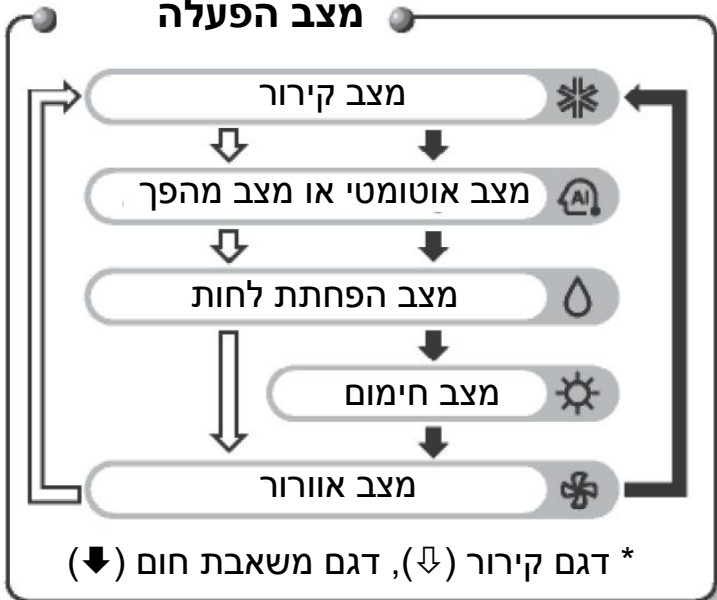 מצב הפעלה
מצב קירור
מצב אוטומטי או מצב מהפך
AI
מצב הפחתת לחות
מצב חימום
מצב אוורור
* דגם קירור (⇩), דגם משאבת חום (🡇)